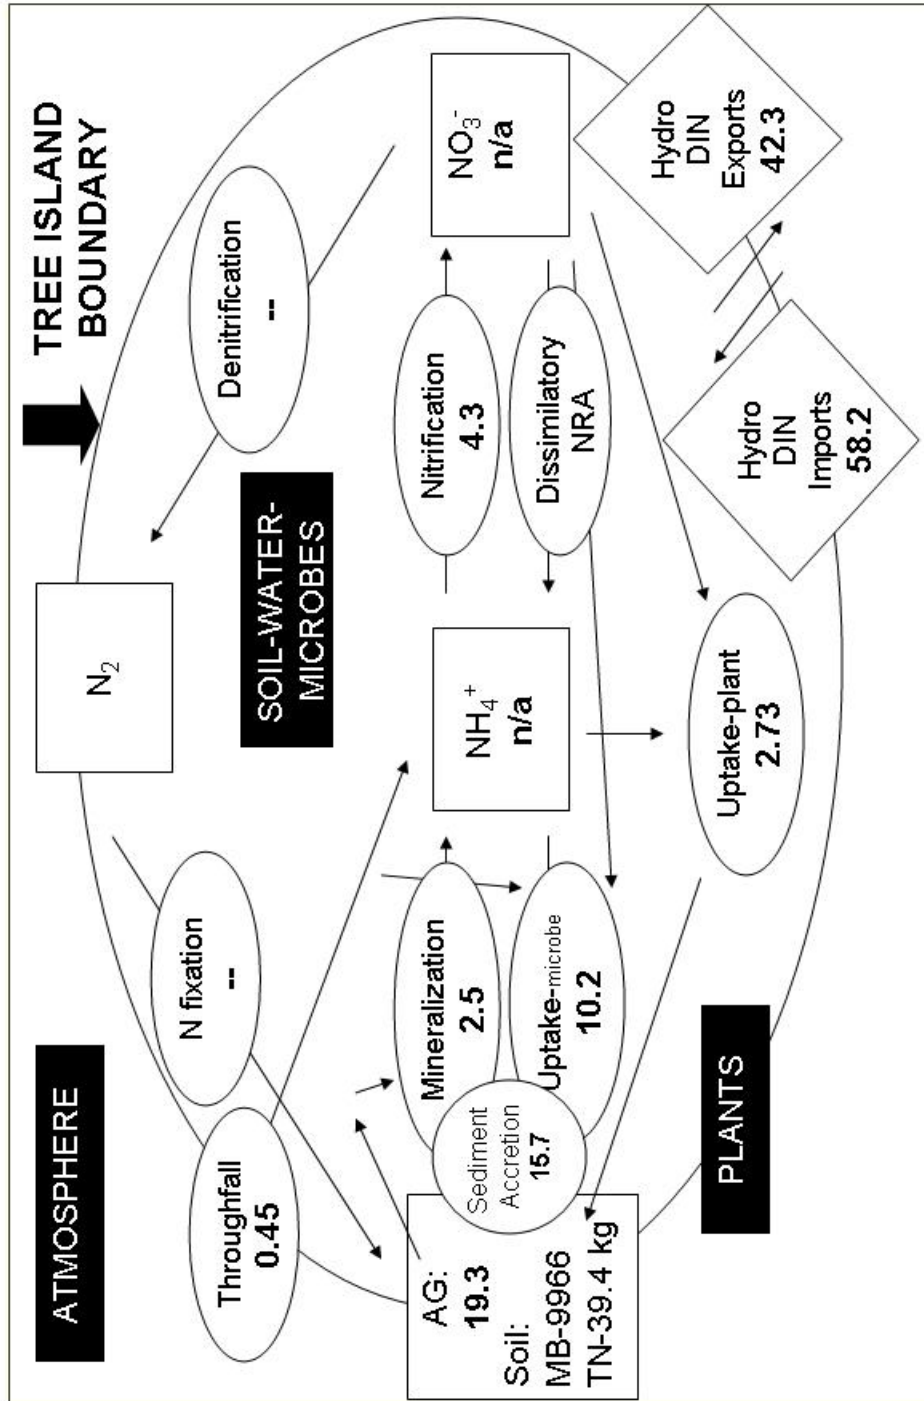 ATMOSPHERE
TREE ISLAND
BOUNDARY
N₂
Throughfall
0.45
N fixation
--
Denitrification
--
SOIL-WATER-
MICROBES
AG:
19.3
Soil:
MB-9966
TN-39.4 kg
Sediment
Accretion
15.7
Mineralization
2.5
Uptake-microbe
10.2
NH₄⁺
n/a
Nitrification
4.3
Dissimilatory
NRA
NO₃⁻
n/a
PLANTS
Uptake-plant
2.73
Hydro
DIN
Imports
58.2
Hydro
DIN
Exports
42.3